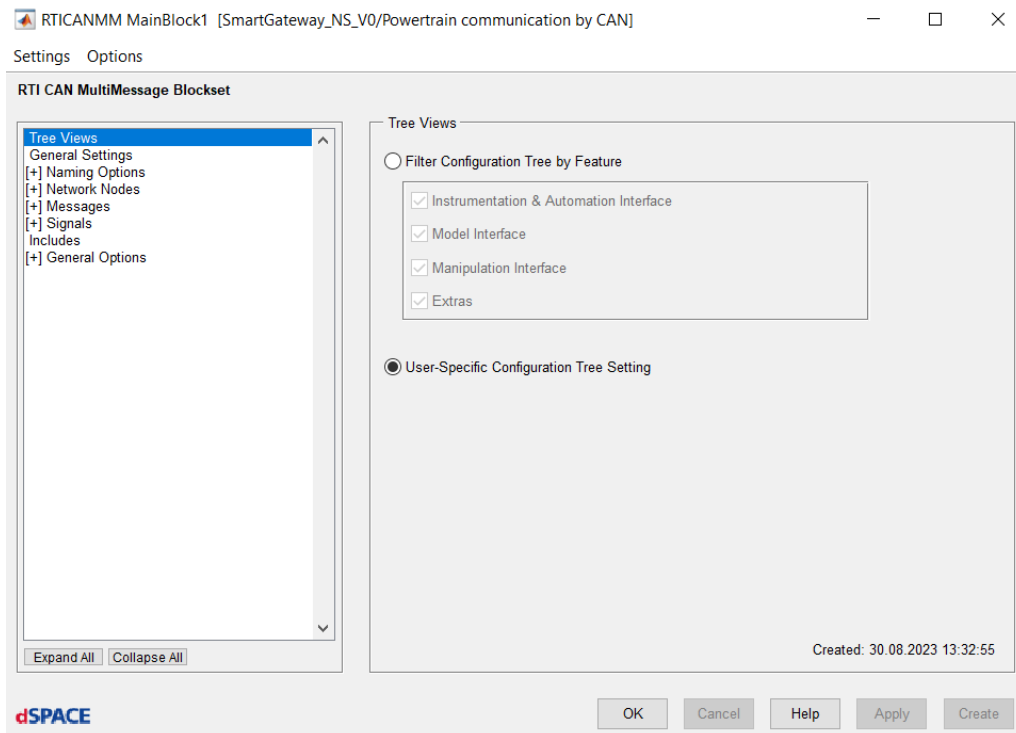 RTICANMM MainBlock1 [SmartGateway_NS_V0/Powertrain communication by CAN]
Settings Options
RTI CAN MultiMessage Blockset
Tree Views
General Settings
[+] Naming Options
[+] Network Nodes
[+] Messages
[+] Signals
Includes
[+] General Options
Expand All Collapse All
Tree Views
Filter Configuration Tree by Feature
Instrumentation & Automation Interface
Model Interface
Manipulation Interface
Extras
User-Specific Configuration Tree Setting
Created: 30.08.2023 13:32:55
dSPACE
OK Cancel Help Apply Create